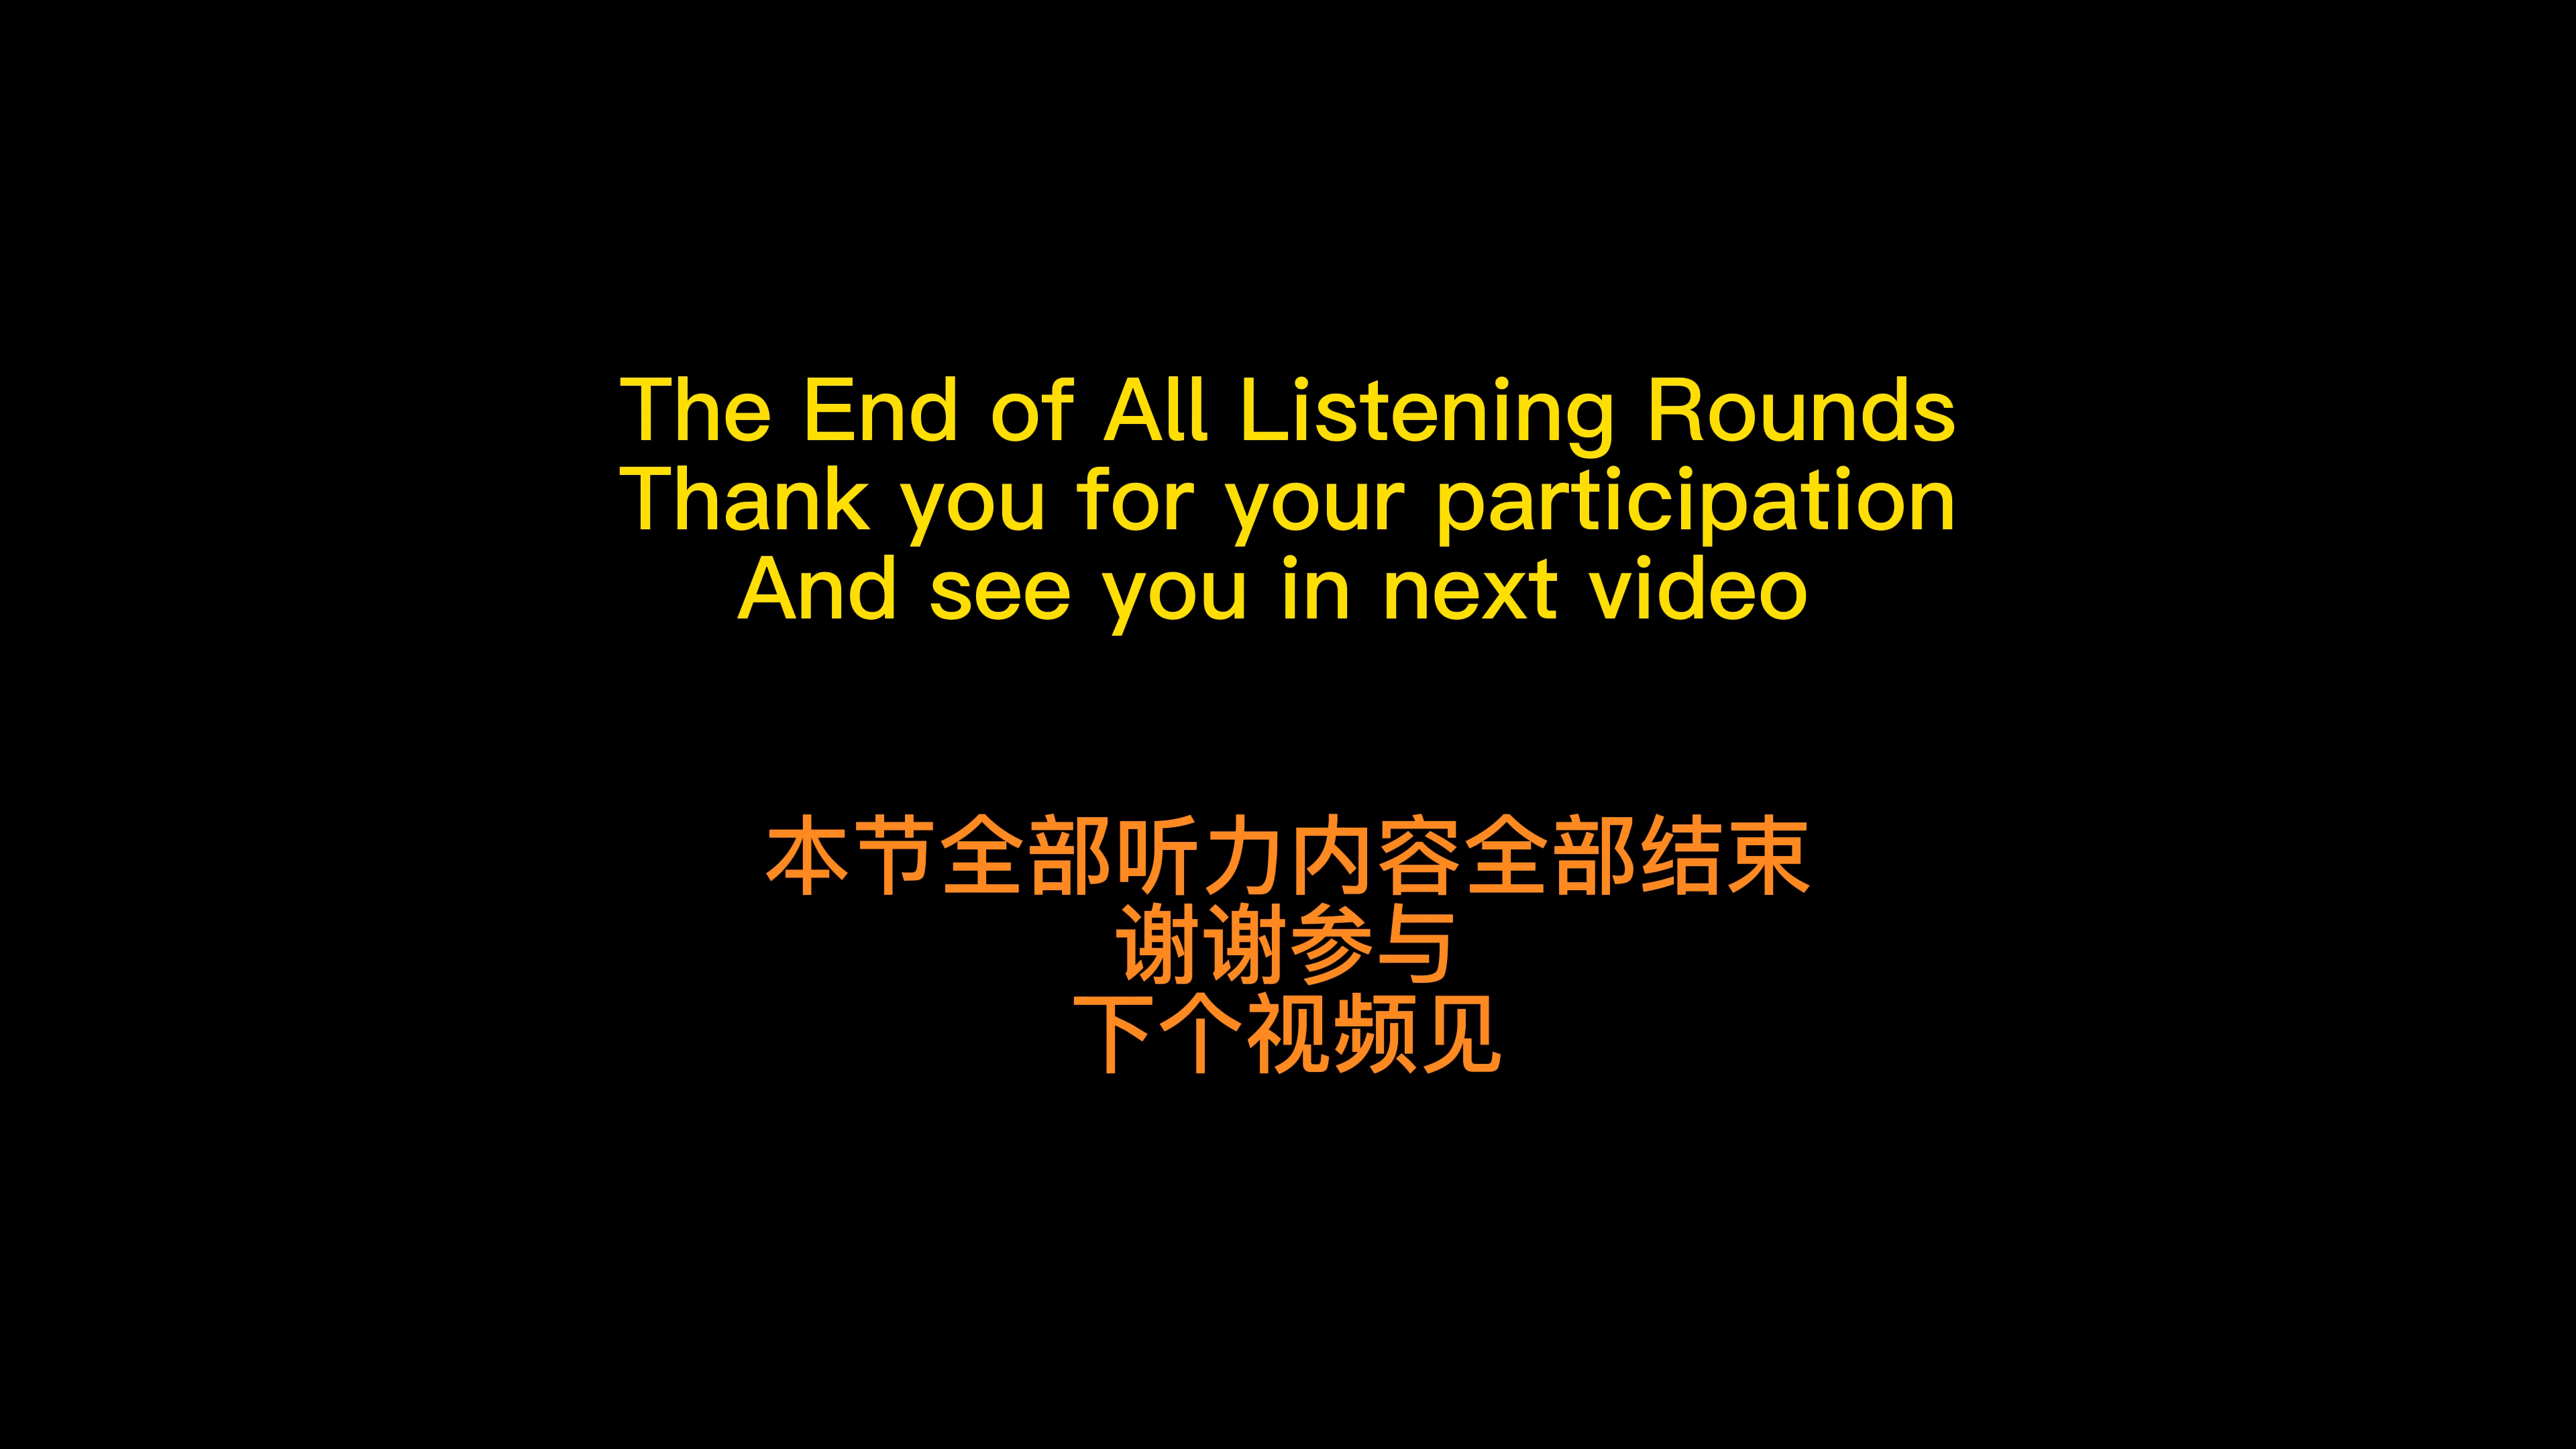 The End of All Listening Rounds
Thank you for your participation
And see you in next video
本节全部听力内容全部结束
谢谢参与
下个视频见